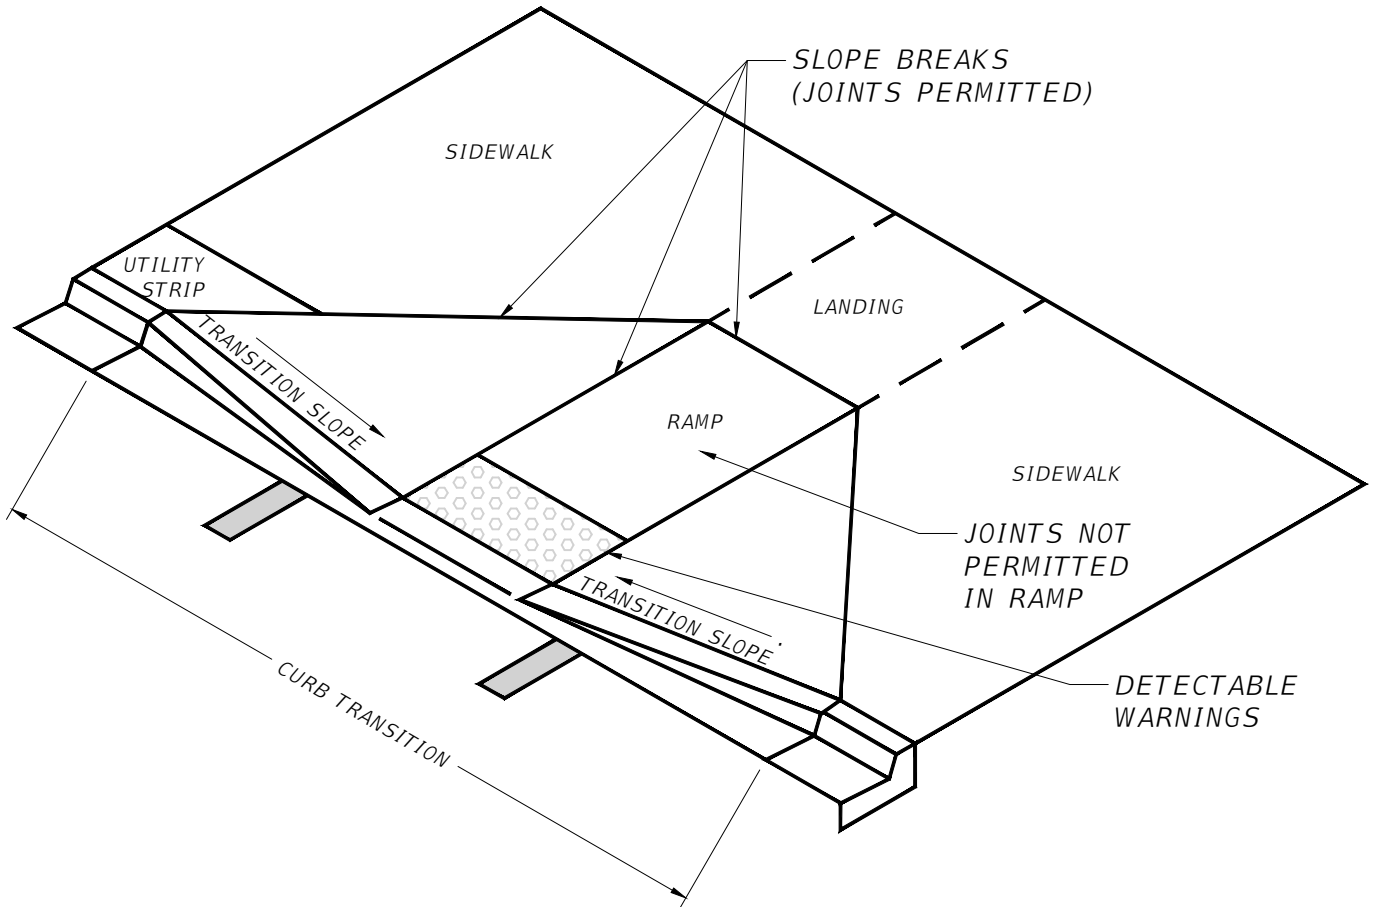 SLOPE BREAKS
(JOINTS PERMITTED)
SIDEWALK
UTILITY
STRIP
LANDING
TRANSITION SLOPE
RAMP
SIDEWALK
JOINTS NOT
PERMITTED
IN RAMP
TRANSITION SLOPE
DETECTABLE
WARNINGS
CURB TRANSITION